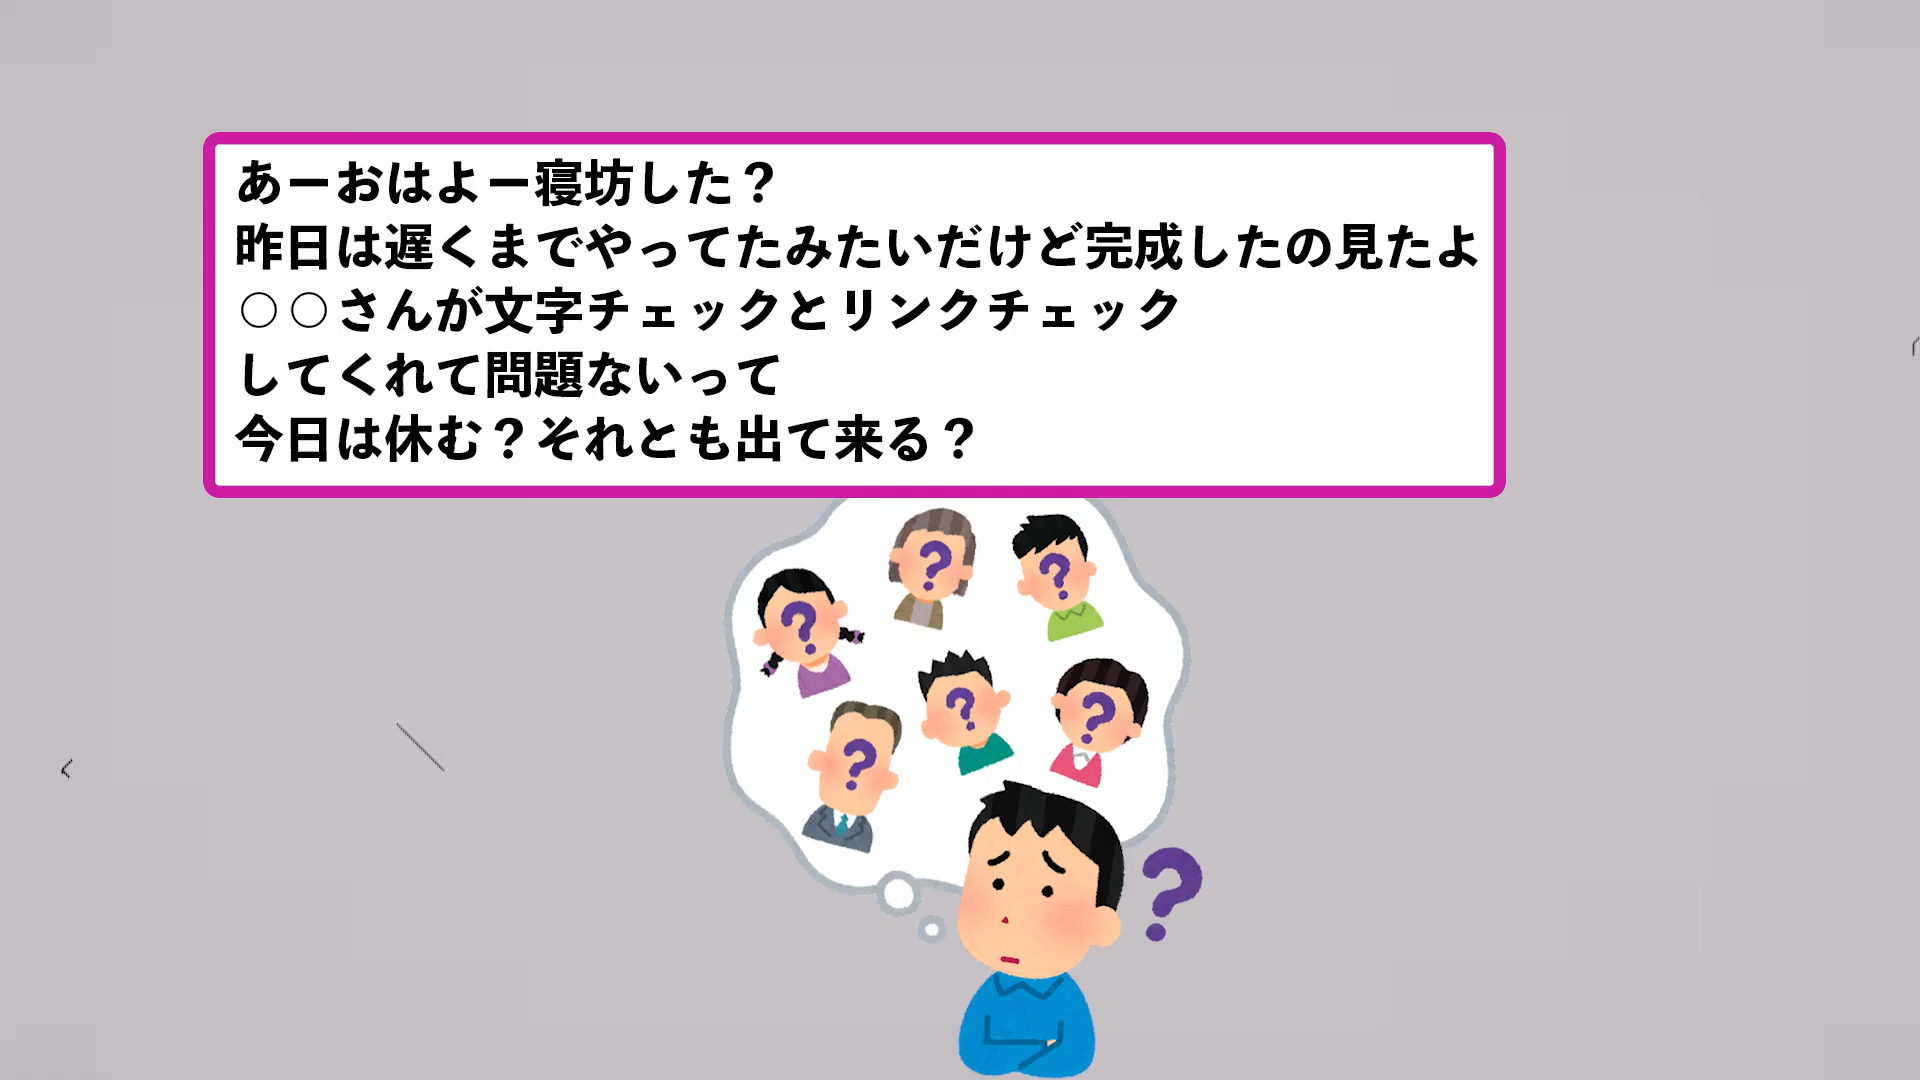 あーおはよー寝坊した？
昨日は遅くまでやってたみたいだけど完成したの見たよ
○○さんが文字チェックとリンクチェック
してくれて問題ないって
今日は休む？それとも出て来る？
？
？
？
？
？
？
？